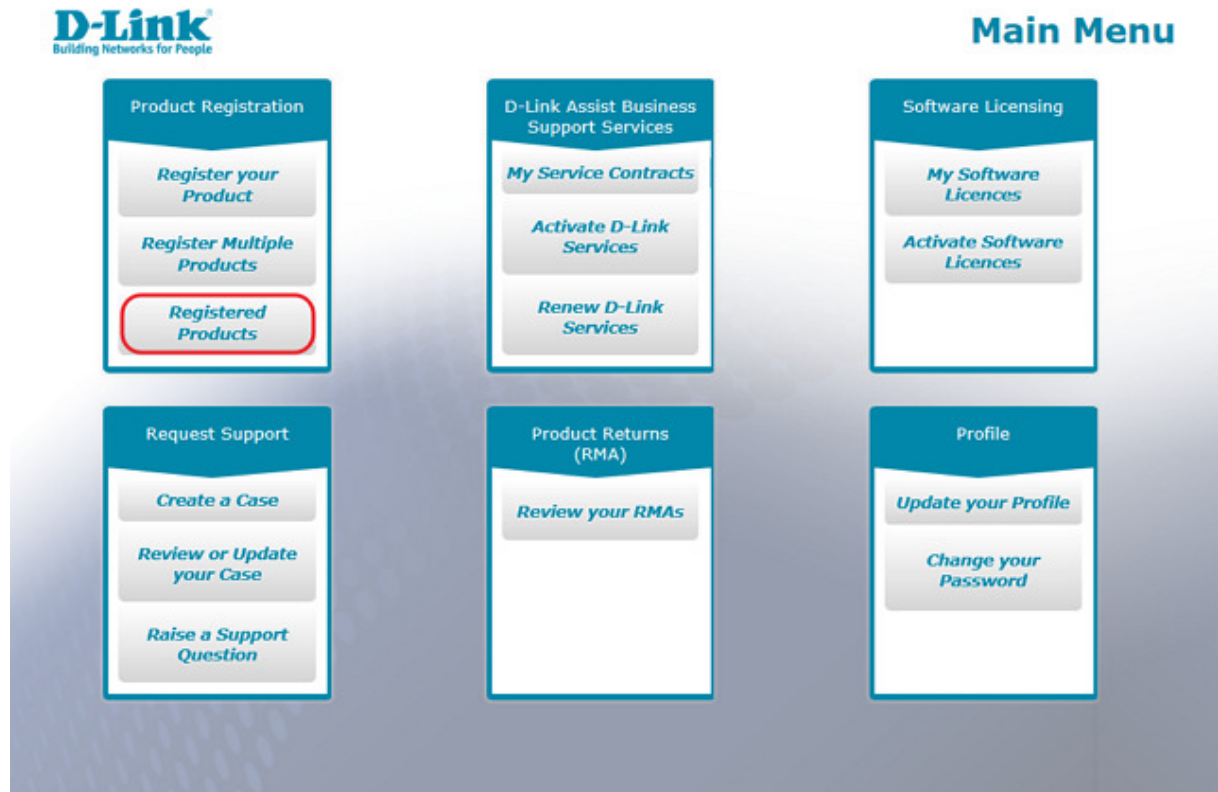 D-Link
Building Networks for People
Main Menu
Product Registration
Register your
Product
Register Multiple
Products
Registered
Products
D-Link Assist Business
Support Services
My Service Contracts
Activate D-Link
Services
Renew D-Link
Services
Software Licensing
My Software
Licences
Activate Software
Licences
Request Support
Create a Case
Review or Update
your Case
Raise a Support
Question
Product Returns
(RMA)
Review your RMAs
Profile
Update your Profile
Change your
Password